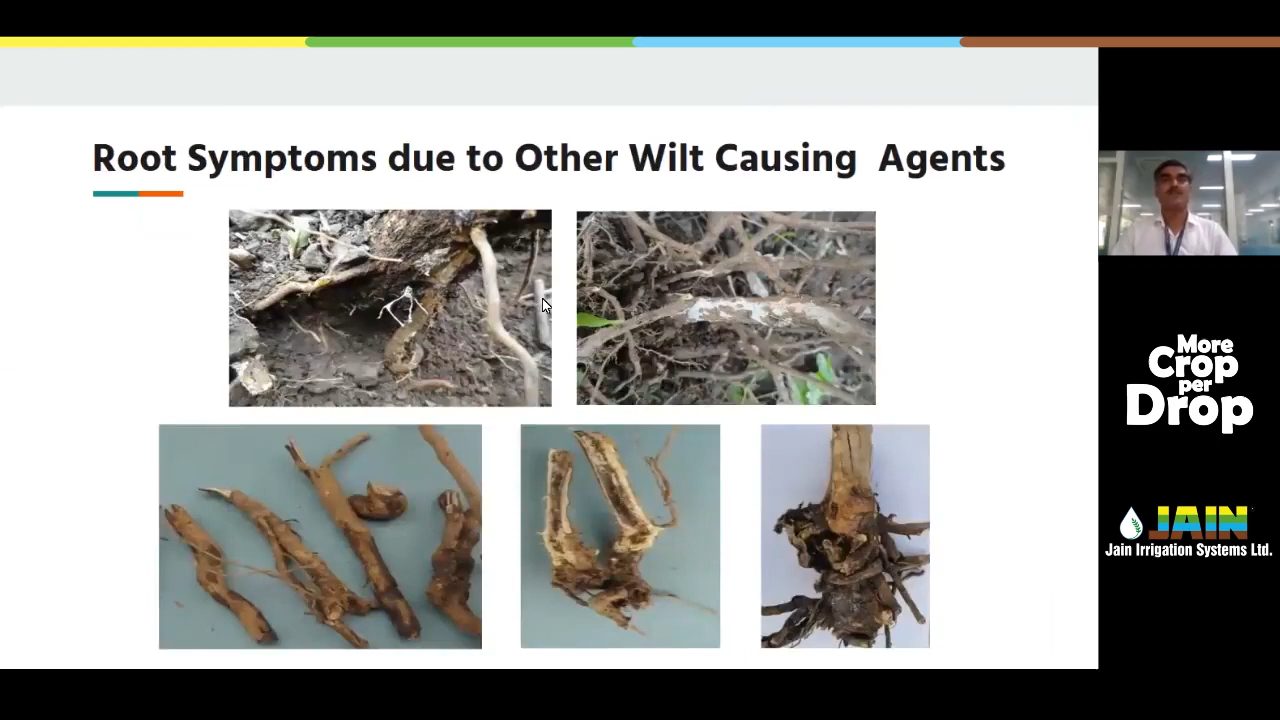 Root Symptoms due to Other Wilt Causing Agents
More
Crop
per
Drop
JAIN
Jain Irrigation Systems Ltd.